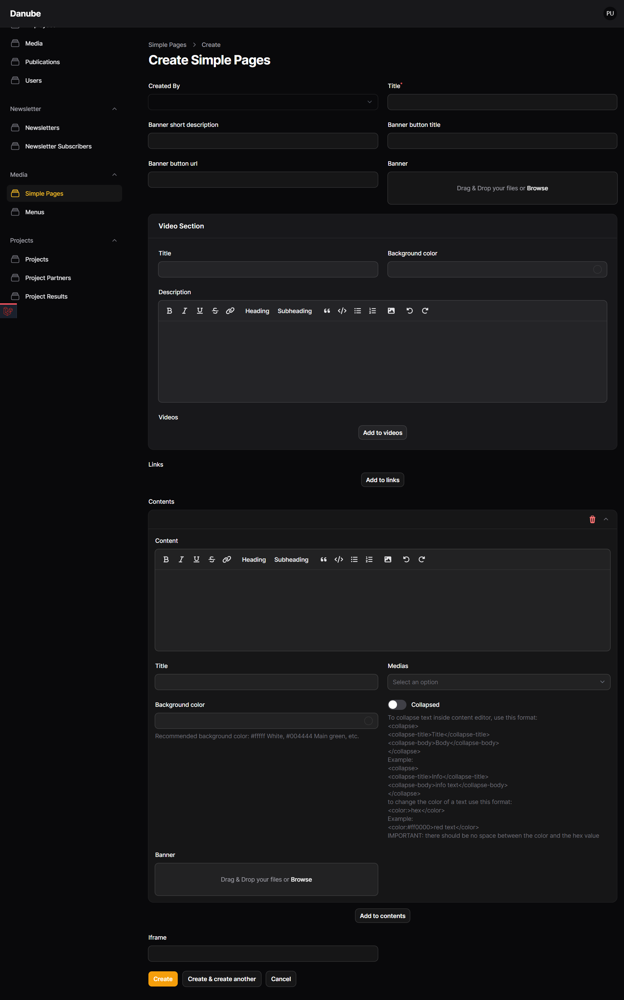 Danube
PU
Media
Publications
Users
Newsletter
Newsletters
Newsletter Subscribers
Media
Simple Pages
Menus
Projects
Projects
Project Partners
Project Results
Simple Pages > Create
Create Simple Pages
Created By
Title*
Banner short description
Banner button title
Banner button url
Banner
Drag & Drop your files or Browse
Video Section
Title
Background color
Description
Heading Subheading
Videos
Add to videos
Links
Add to links
Contents
Content
Heading Subheading
Title
Medias
Select an option
Background color
Recommended background color: #fffff White, #004444 Main green, etc.
Collapsed
To collapse text inside content editor, use this format:
<collapse>
<collapse-title>Title</collapse-title>
<collapse-body>Body</collapse-body>
</collapse>
Example:
<collapse>
<collapse-title>Info</collapse-title>
<collapse-body>info text</collapse-body>
</collapse>
to change the color of a text use this format:
<color:>hex</color>
Example:
<color:#ff0000>red text</color>
IMPORTANT: there should be no space between the color and the hex value
Banner
Drag & Drop your files or Browse
Add to contents
Iframe
Create
Create & create another
Cancel